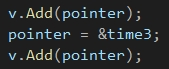 v.Add(pointer);
pointer = &time3;
v.Add(pointer);